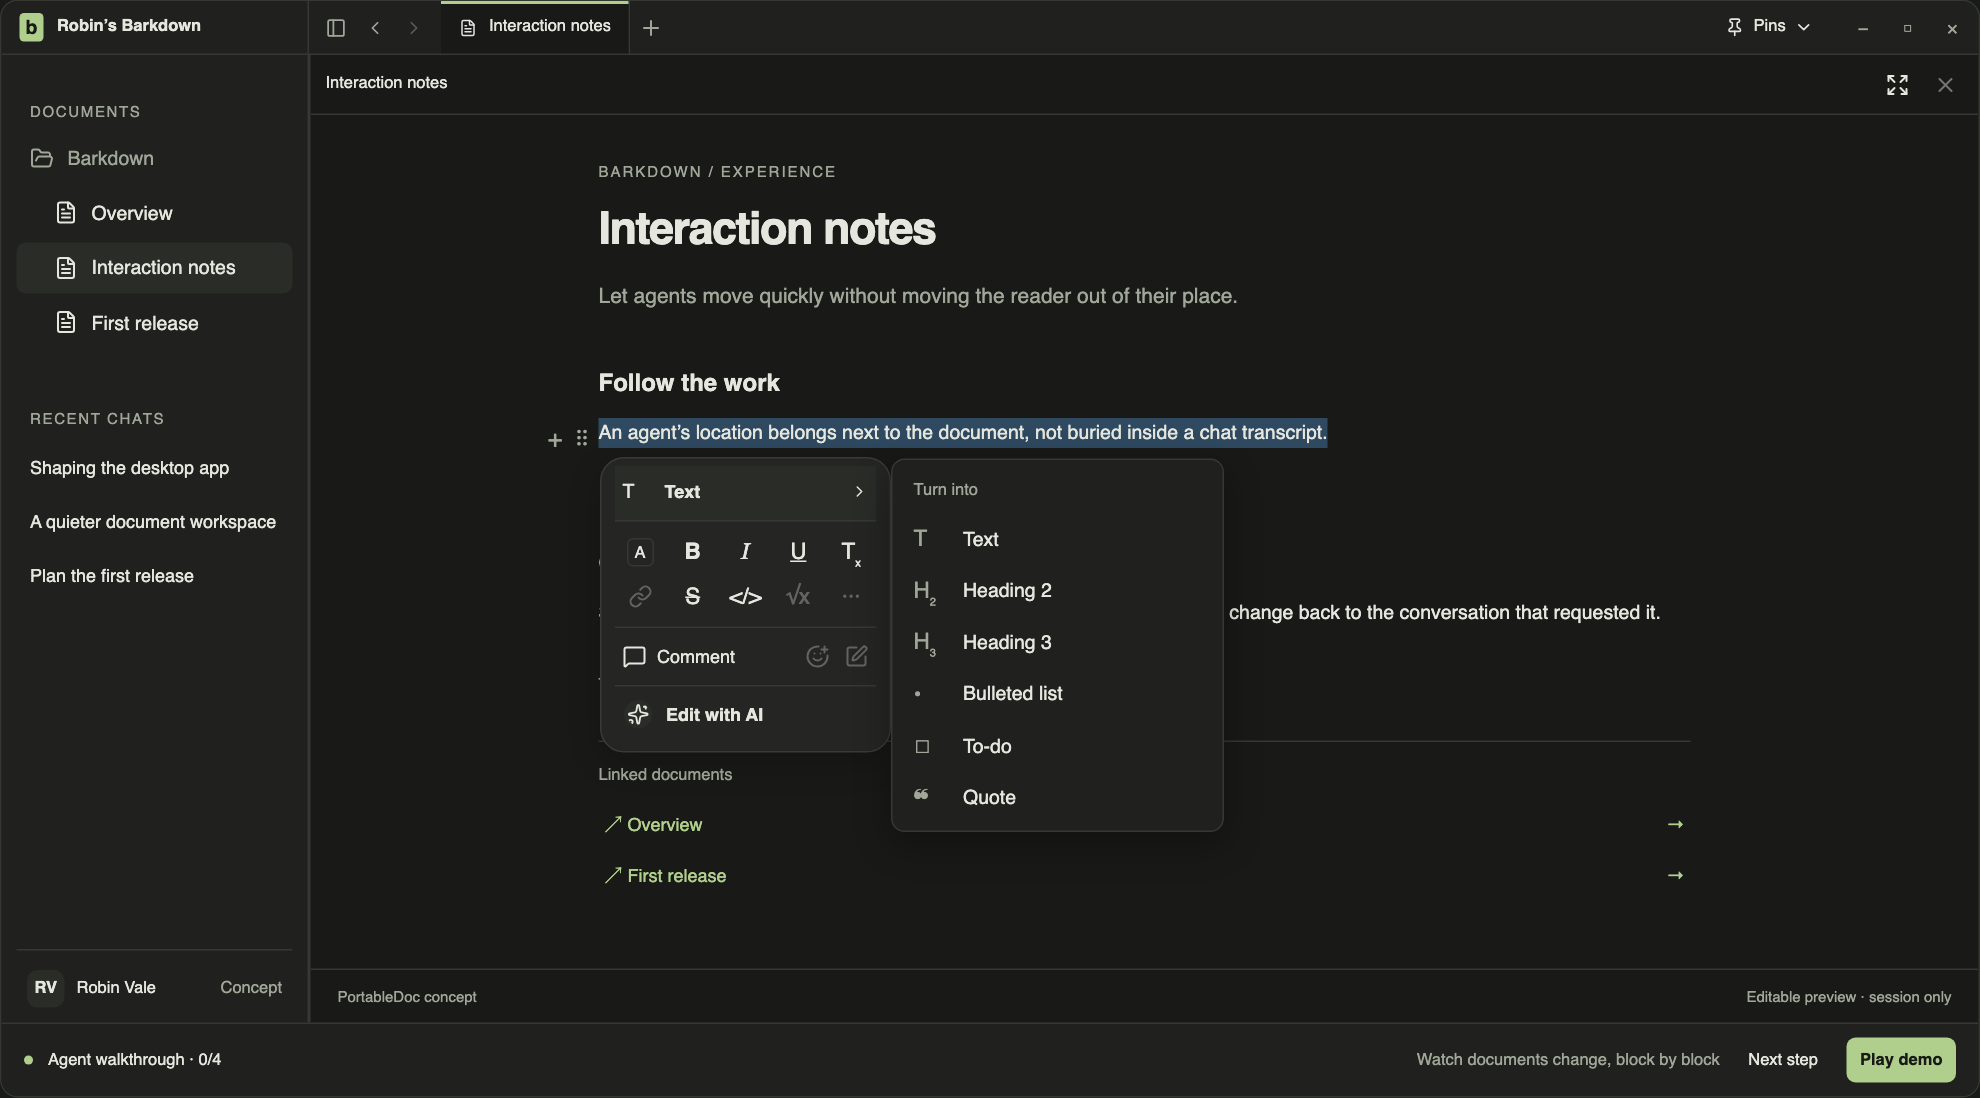 b Robin’s Barkdown
Interaction notes
Pins
Interaction notes
DOCUMENTS
Barkdown
Overview
Interaction notes
First release
RECENT CHATS
Shaping the desktop app
A quieter document workspace
Plan the first release
RV Robin Vale Concept
BARKDOWN / EXPERIENCE
Interaction notes
Let agents move quickly without moving the reader out of their place.
Follow the work
An agent’s location belongs next to the document, not buried inside a chat transcript.
T Text
A B I U Tx
S </> √x ...
Comment
Edit with AI
Turn into
T Text
H2 Heading 2
H3 Heading 3
• Bulleted list
To-do
❝ Quote
change back to the conversation that requested it.
Linked documents
Overview →
First release →
PortableDoc concept
Editable preview · session only
Agent walkthrough · 0/4
Watch documents change, block by block
Next step
Play demo